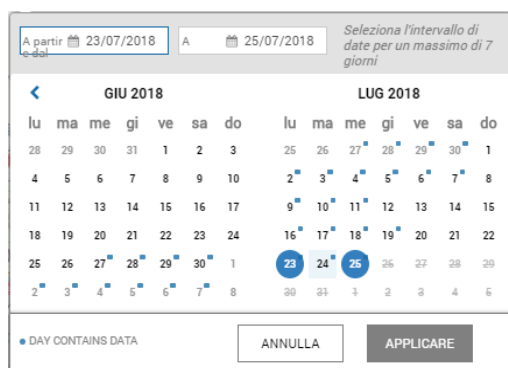 A partir
e dal
23/07/2018
A
25/07/2018
Seleziona l'intervallo di
date per un massimo di 7
giorni
GIU 2018
lu ma me gi ve sa do
28 29 30 31 1 2 3
4 5 6 7 8 9 10
11 12 13 14 15 16 17
18 19 20 21 22 23 24
25 26 27 28 29 30 1
2 3 4 5 6 7 8
LUG 2018
lu ma me gi ve sa do
25 26 27 28 29 30 1
2 3 4 5 6 7 8
9 10 11 12 13 14 15
16 17 18 19 20 21 22
23 24 25 26 27 28 29
30 31 1 2 3 4 5
DAY CONTAINS DATA
ANNULLA
APPLICARE